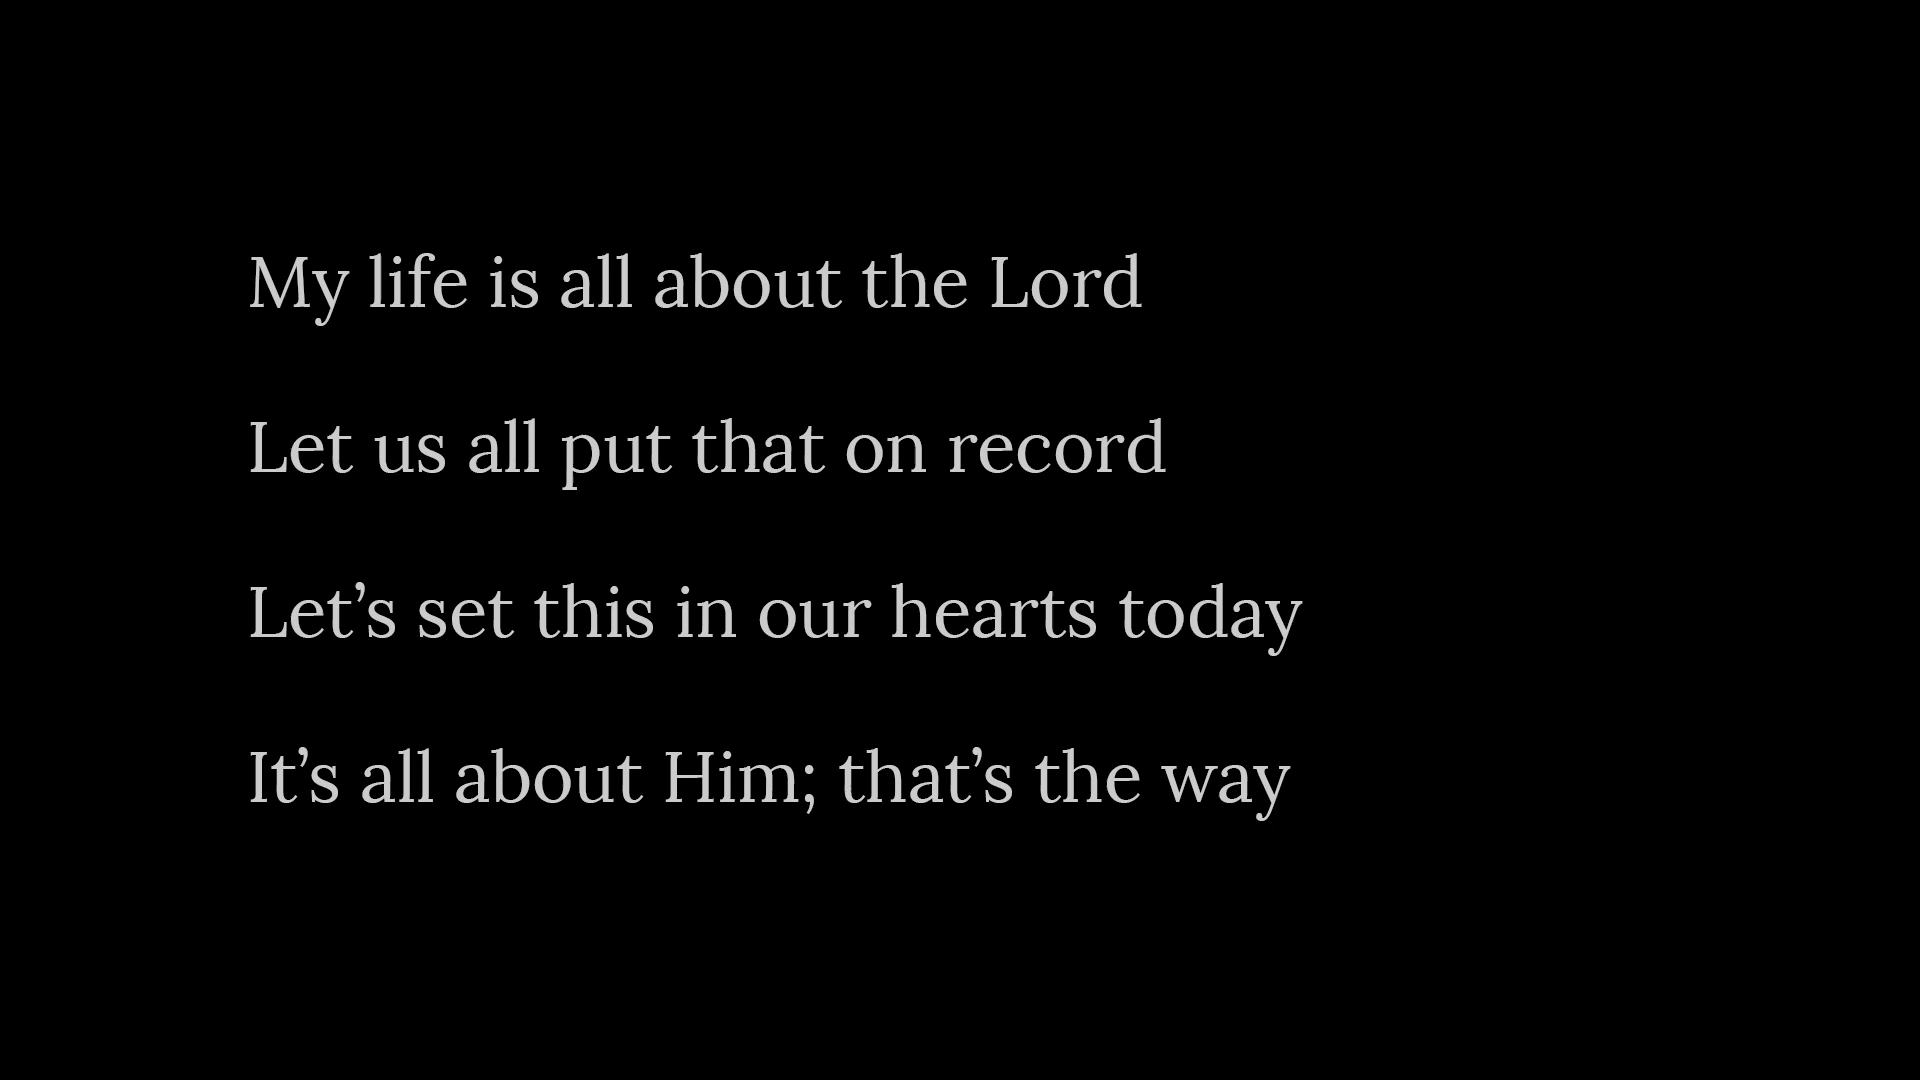 My life is all about the Lord
Let us all put that on record
Let’s set this in our hearts today
It’s all about Him; that’s the way